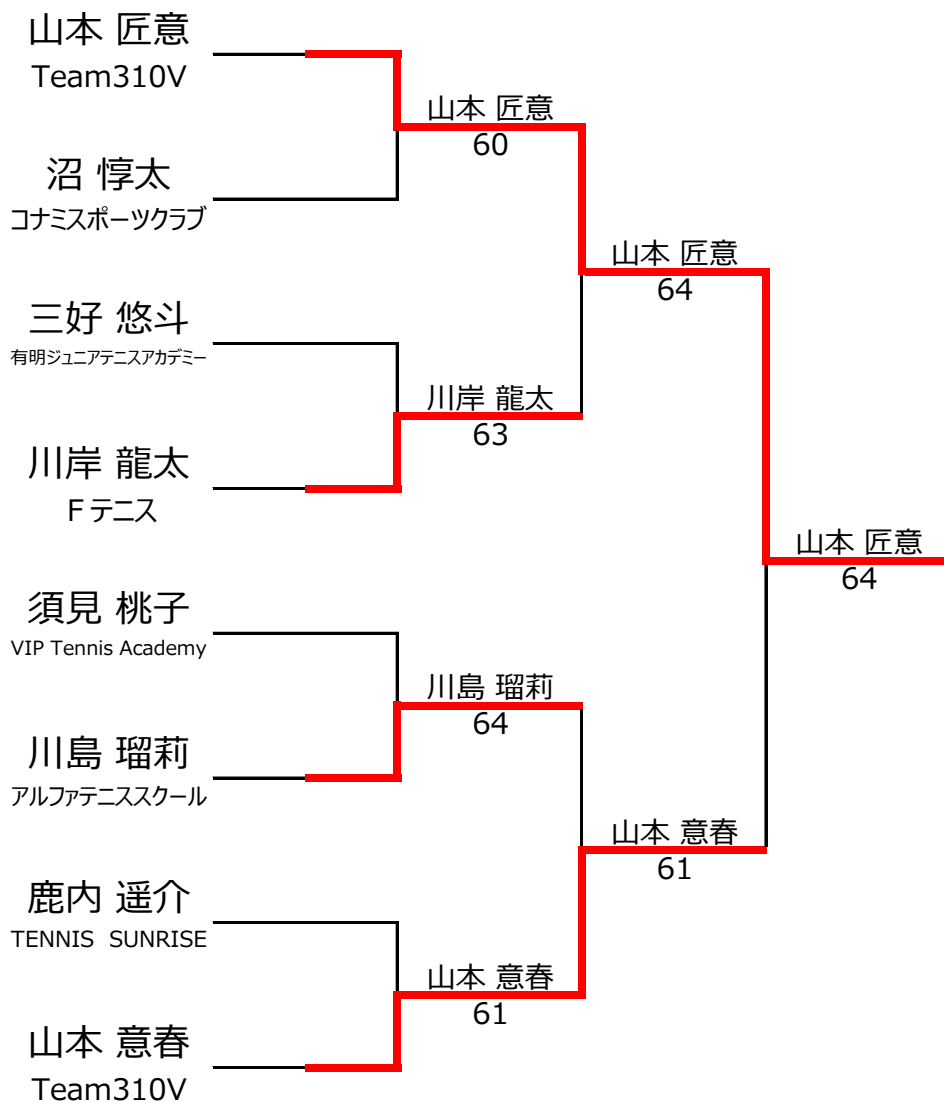 山本 匠意
Team310V
沼 惇太
コナミスポーツクラブ
三好 悠斗
有明ジュニアテニスアカデミー
川岸 龍太
Ｆテニス
須見 桃子
VIP Tennis Academy
川島 瑠莉
アルファテニススクール
鹿内 遥介
TENNIS SUNRISE
山本 意春
Team310V
山本 匠意
60
川岸 龍太
63
川島 瑠莉
64
山本 意春
61
山本 匠意
64
山本 意春
61
山本 匠意
64